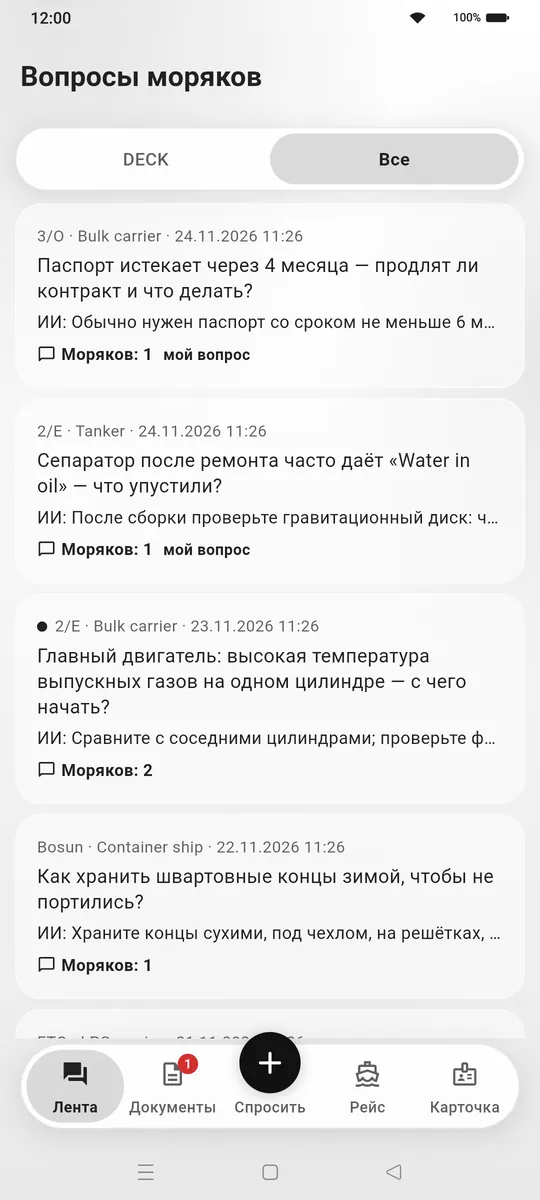 12:00
100%
Вопросы моряков
DECK
Все
3/O · Bulk carrier · 24.11.2026 11:26
Паспорт истекает через 4 месяца — продлят ли
контракт и что делать?
ИИ: Обычно нужен паспорт со сроком не меньше 6 м…
Моряков: 1 мой вопрос
2/E · Tanker · 24.11.2026 11:26
Сепаратор после ремонта часто даёт «Water in
oil» — что упустили?
ИИ: После сборки проверьте гравитационный диск: ч…
Моряков: 1 мой вопрос
2/E · Bulk carrier · 23.11.2026 11:26
Главный двигатель: высокая температура
выпускных газов на одном цилиндре — с чего
начать?
ИИ: Сравните с соседними цилиндрами; проверьте ф…
Моряков: 2
Bosun · Container ship · 22.11.2026 11:26
Как хранить швартовные концы зимой, чтобы не
портились?
ИИ: Храните концы сухими, под чехлом, на решётках, …
Моряков: 1
1
Лента
Документы
Спросить
Рейс
Карточка